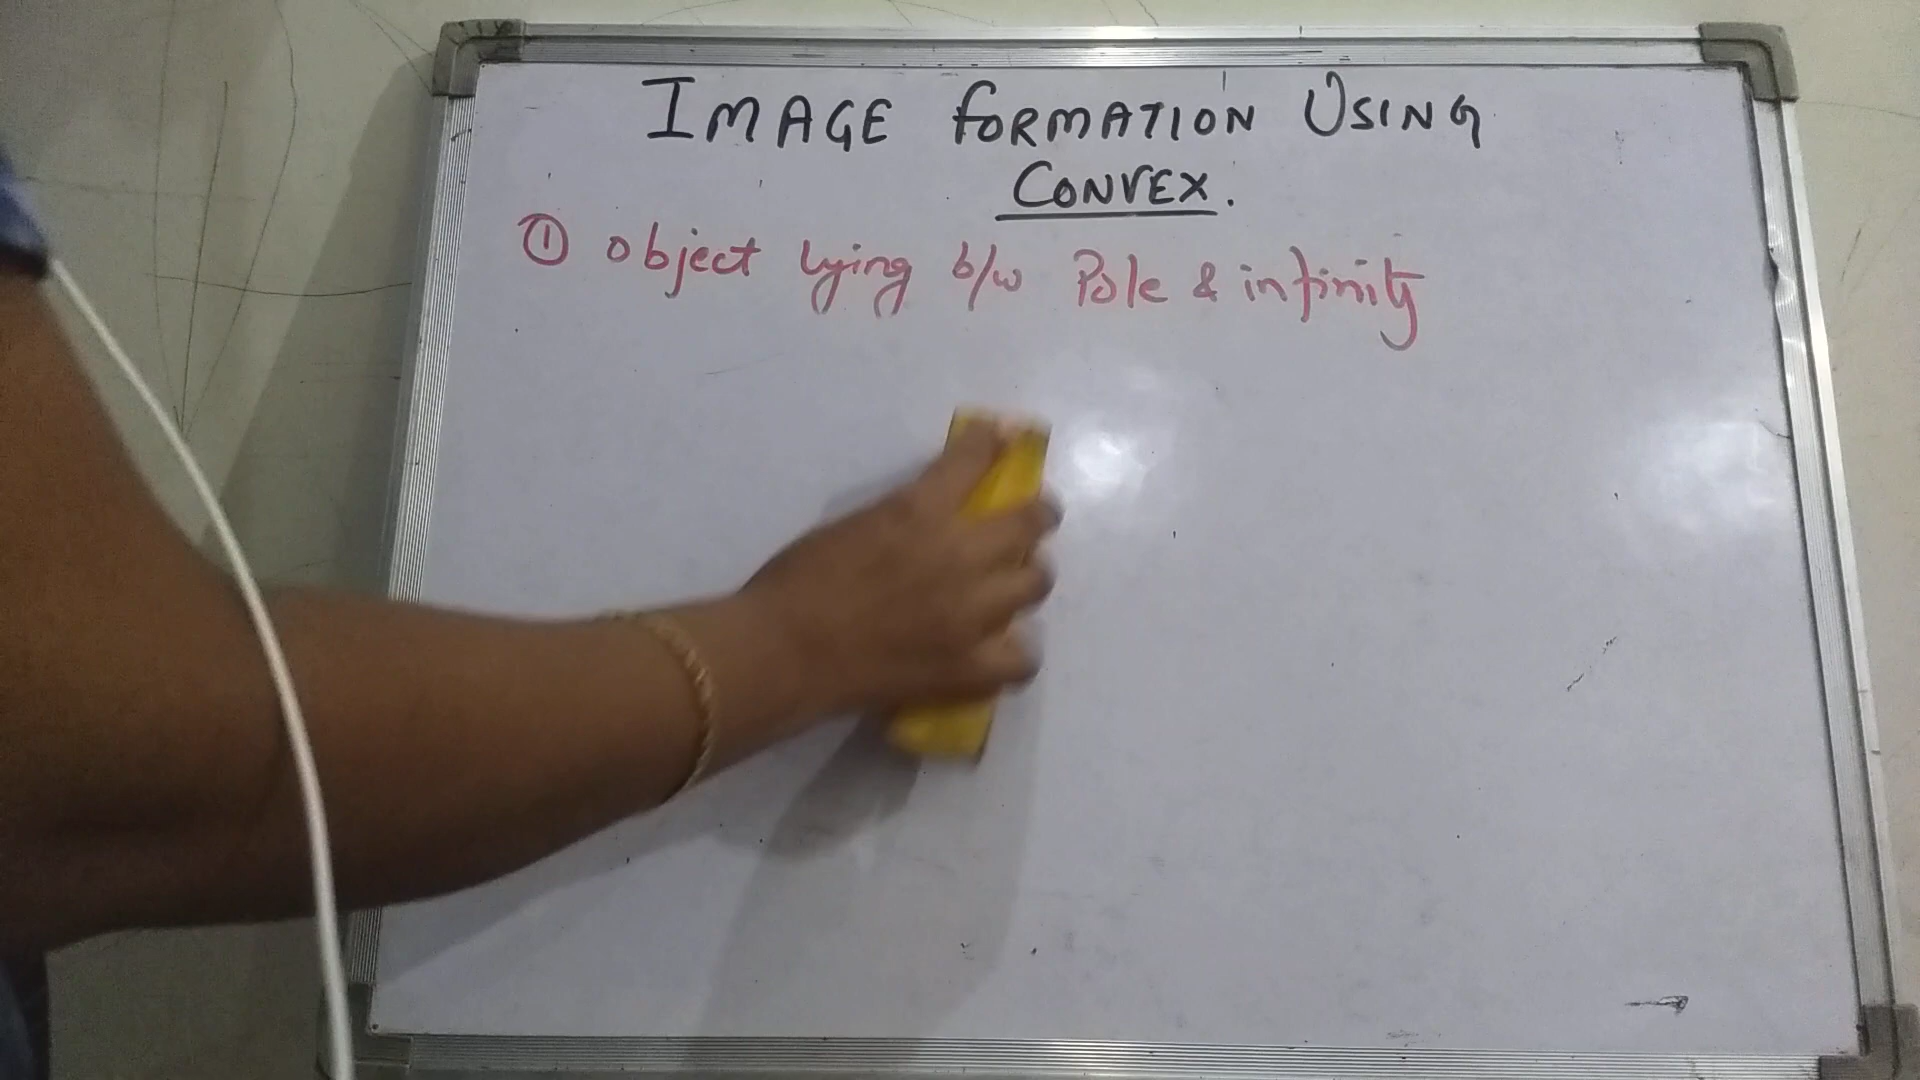 IMAGE FORMATION USING
CONVEX.
① Object lying b/w Pole & infinity